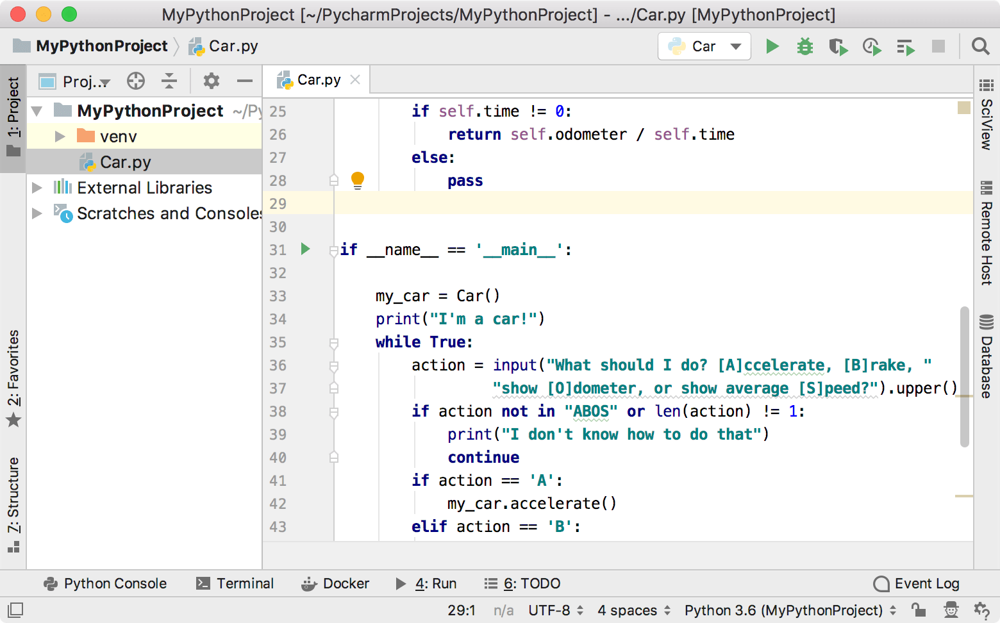 MyPythonProject [~/PycharmProjects/MyPythonProject] - .../Car.py [MyPythonProject]
MyPythonProject Car.py
Car
1: Project
2: Favorites
7: Structure
Proj...
MyPythonProject ~/Py
venv
Car.py
External Libraries
Scratches and Consoles
Car.py
25 if self.time != 0:
26 return self.odometer / self.time
27 else:
28 pass
29
30
31 if __name__ == '__main__':
32
33 my_car = Car()
34 print("I'm a car!")
35 while True:
36 action = input("What should I do? [A]ccelerate, [B]rake, "
37 "show [O]dometer, or show average [S]peed?").upper()
38 if action not in "ABOS" or len(action) != 1:
39 print("I don't know how to do that")
40 continue
41 if action == 'A':
42 my_car.accelerate()
43 elif action == 'B':
SciView
Remote Host
Database
Python Console Terminal Docker 4: Run 6: TODO Event Log
29:1 n/a UTF-8 4 spaces Python 3.6 (MyPythonProject)